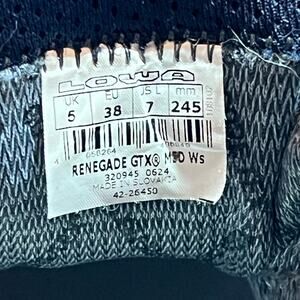 LOWA
UK EU JS L mm
5 38 7 245
RENEGADE GTX® MID Ws
320945 0624
MADE IN SLOVAKIA
42-26450